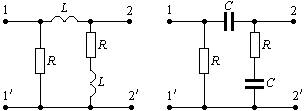 1 L 2 1 C 2
R R R R
L C
1′ 2′ 1′ 2′